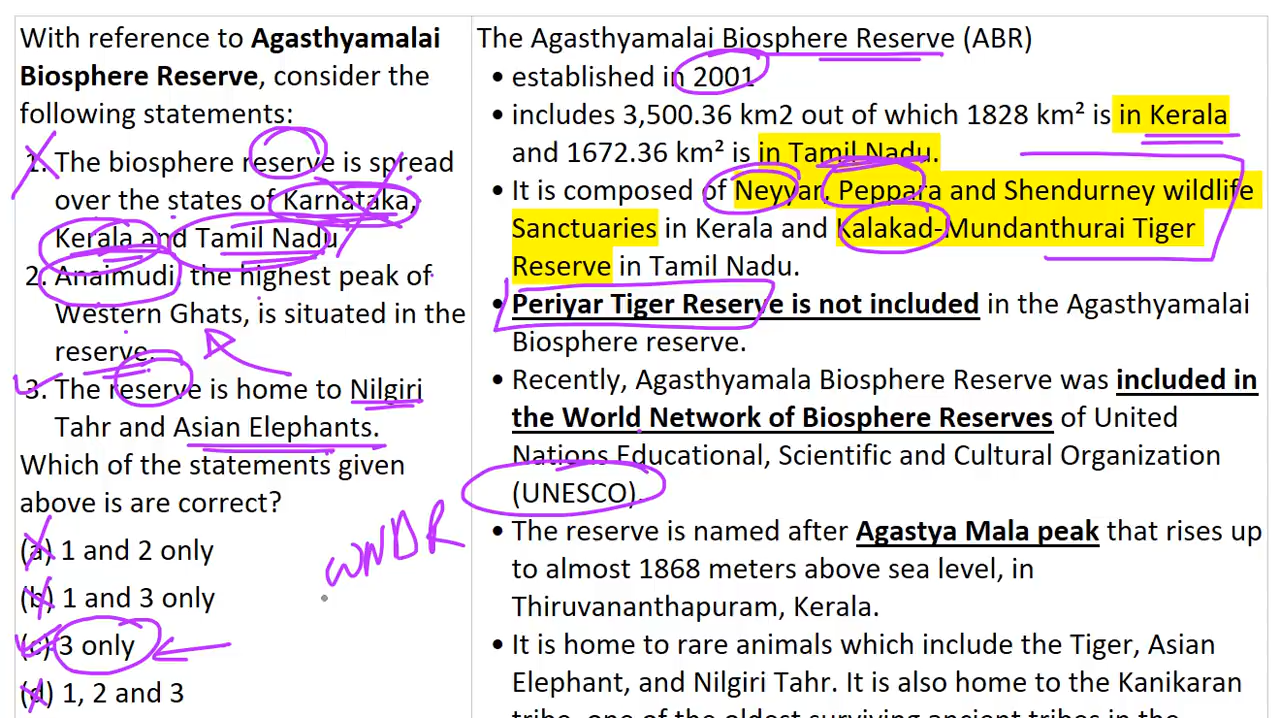 With reference to Agasthyamalai
Biosphere Reserve, consider the
following statements:
1. The biosphere reserve is spread
over the states of Karnataka,
Kerala and Tamil Nadu
2. Anaimudi, the highest peak of
Western Ghats, is situated in the
reserve.
3. The reserve is home to Nilgiri
Tahr and Asian Elephants.
Which of the statements given
above is are correct?
(a) 1 and 2 only
(b) 1 and 3 only
(c) 3 only
(d) 1, 2 and 3
WNBR
The Agasthyamalai Biosphere Reserve (ABR)
• established in 2001
• includes 3,500.36 km2 out of which 1828 km² is in Kerala
and 1672.36 km² is in Tamil Nadu.
• It is composed of Neyyar, Peppara and Shendurney wildlife
Sanctuaries in Kerala and Kalakad-Mundanthurai Tiger
Reserve in Tamil Nadu.
• Periyar Tiger Reserve is not included in the Agasthyamalai
Biosphere reserve.
• Recently, Agasthyamala Biosphere Reserve was included in
the World Network of Biosphere Reserves of United
Nations Educational, Scientific and Cultural Organization
(UNESCO).
• The reserve is named after Agastya Mala peak that rises up
to almost 1868 meters above sea level, in
Thiruvananthapuram, Kerala.
• It is home to rare animals which include the Tiger, Asian
Elephant, and Nilgiri Tahr. It is also home to the Kanikaran
tribe, one of the oldest surviving ancient tribes in the